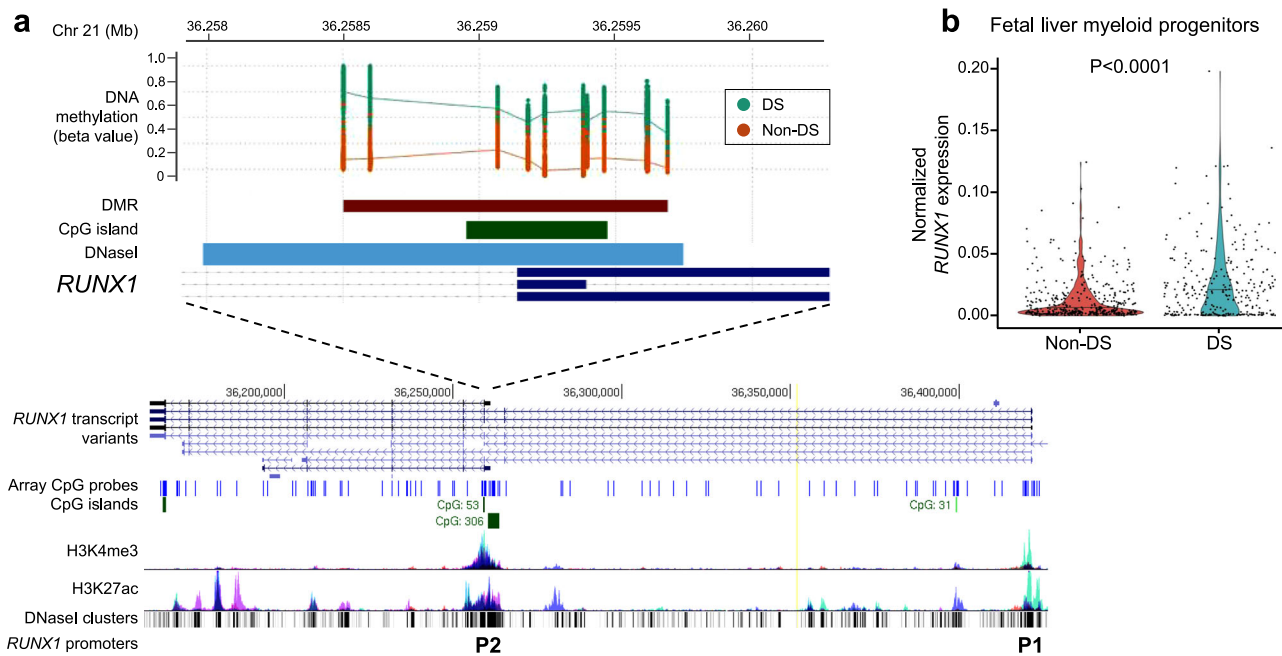 a
Chr 21 (Mb)
36.258
36.2585
36.259
36.2595
36.260
1.0
0.8
0.6
0.4
0.2
0
DNA
methylation
(beta value)
DS
Non-DS
DMR
CpG island
DNaseI
RUNX1
36,200,000
36,250,000
36,300,000
36,350,000
36,400,000
RUNX1 transcript
variants
Array CpG probes
CpG islands
CpG: 53
CpG: 31
CpG: 306
H3K4me3
H3K27ac
DNaseI clusters
RUNX1 promoters
P2
P1
b
Fetal liver myeloid progenitors
P<0.0001
0.20
0.15
0.10
0.05
0.00
Normalized
RUNX1 expression
Non-DS
DS